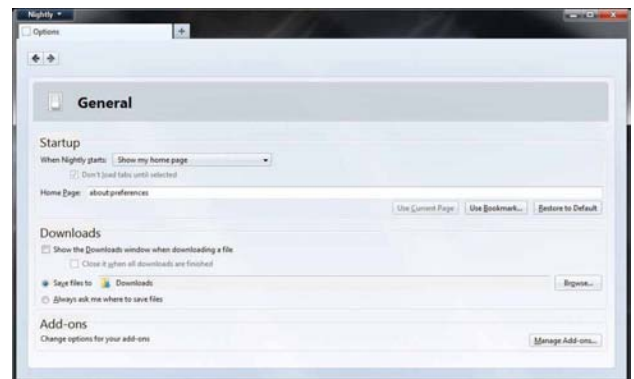 Nightly
Options
General
Startup
When Nightly starts: Show my home page
Don't load tabs until selected
Home Page: about:preferences
Use Current Page Use Bookmark... Restore to Default
Downloads
Show the Downloads window when downloading a file
Close it when all downloads are finished
Save files to Downloads Browse...
Always ask me where to save files
Add-ons
Change options for your add-ons Manage Add-ons...